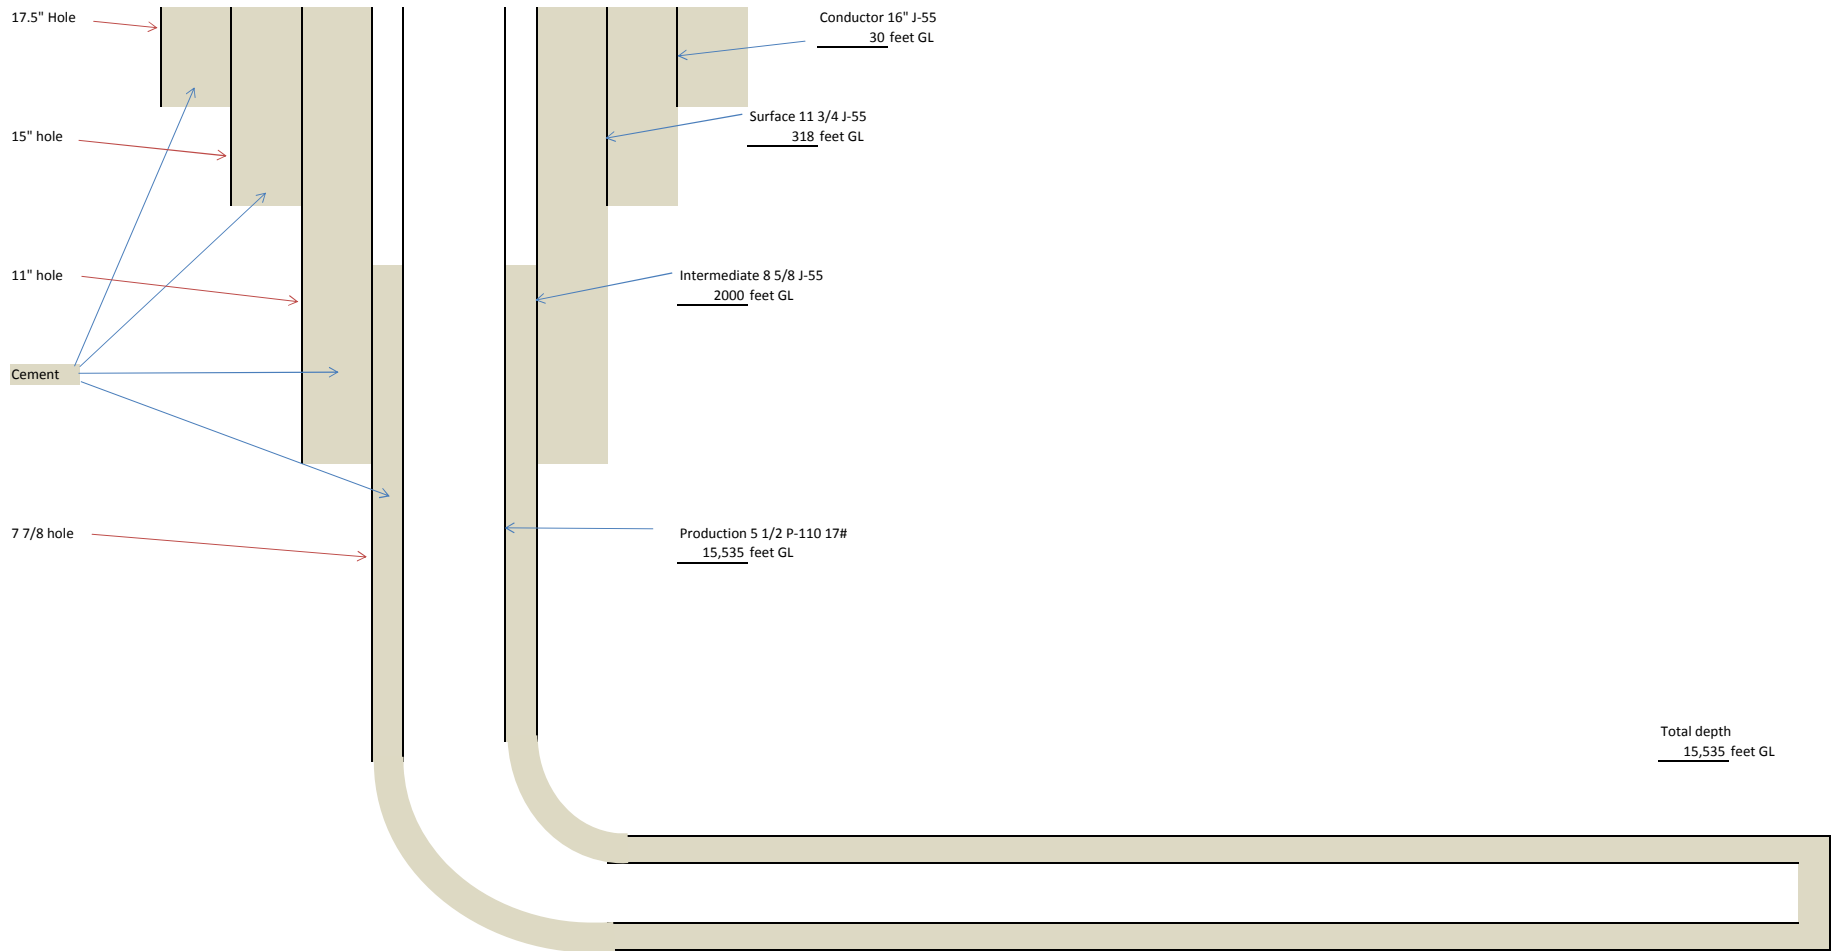 17.5" Hole
Conductor 16" J-55
30 feet GL
Surface 11 3/4 J-55
15" hole
318 feet GL
11" hole
Intermediate 8 5/8 J-55
2000 feet GL
Cement
7 7/8 hole
Production 5 1/2 P-110 17#
15,535 feet GL
Total depth
15,535 feet GL